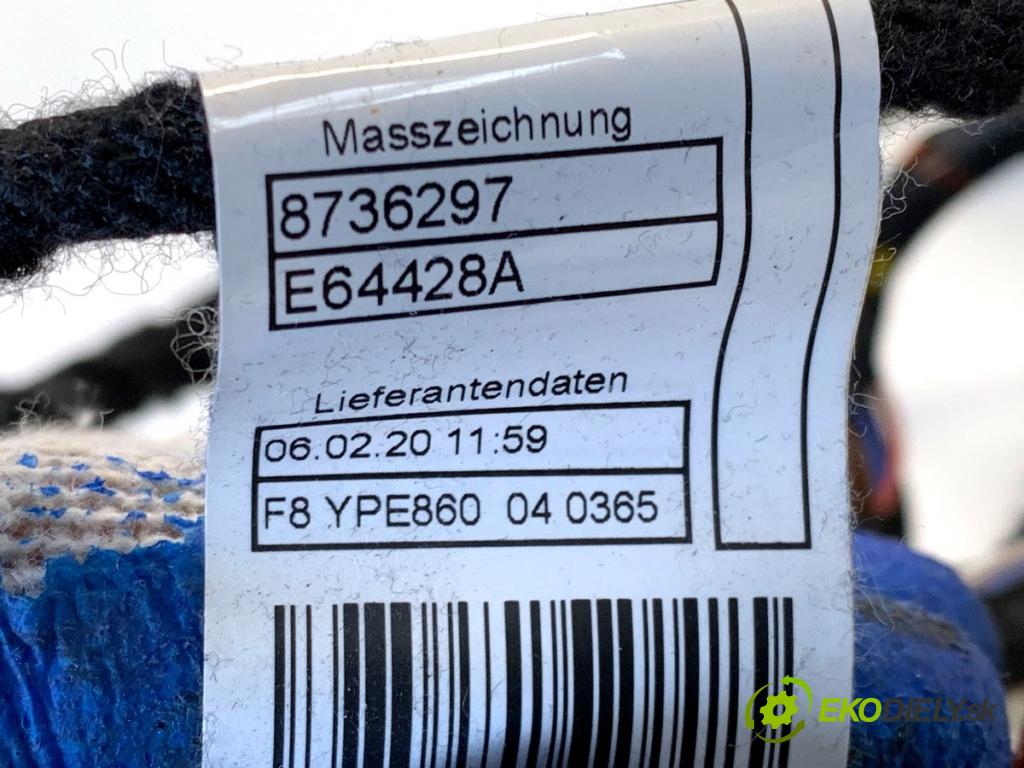 Masszeichnung
8736297
E64428A
Lieferantendaten
06.02.20 11:59
F8 YPE860 04 0365
EKODIELY.sk